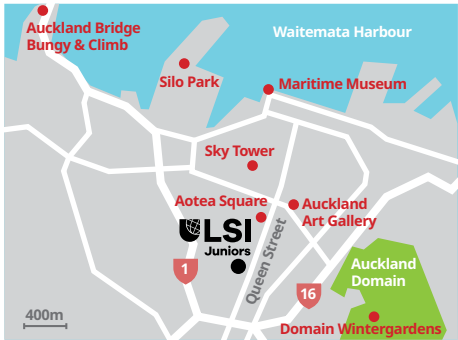 Auckland Bridge
Bungy & Climb
Waitemata Harbour
Silo Park
Maritime Museum
Sky Tower
Aotea Square
Auckland
Art Gallery
LSI
Juniors
Queen Street
1
16
Auckland
Domain
Domain Wintergardens
400m